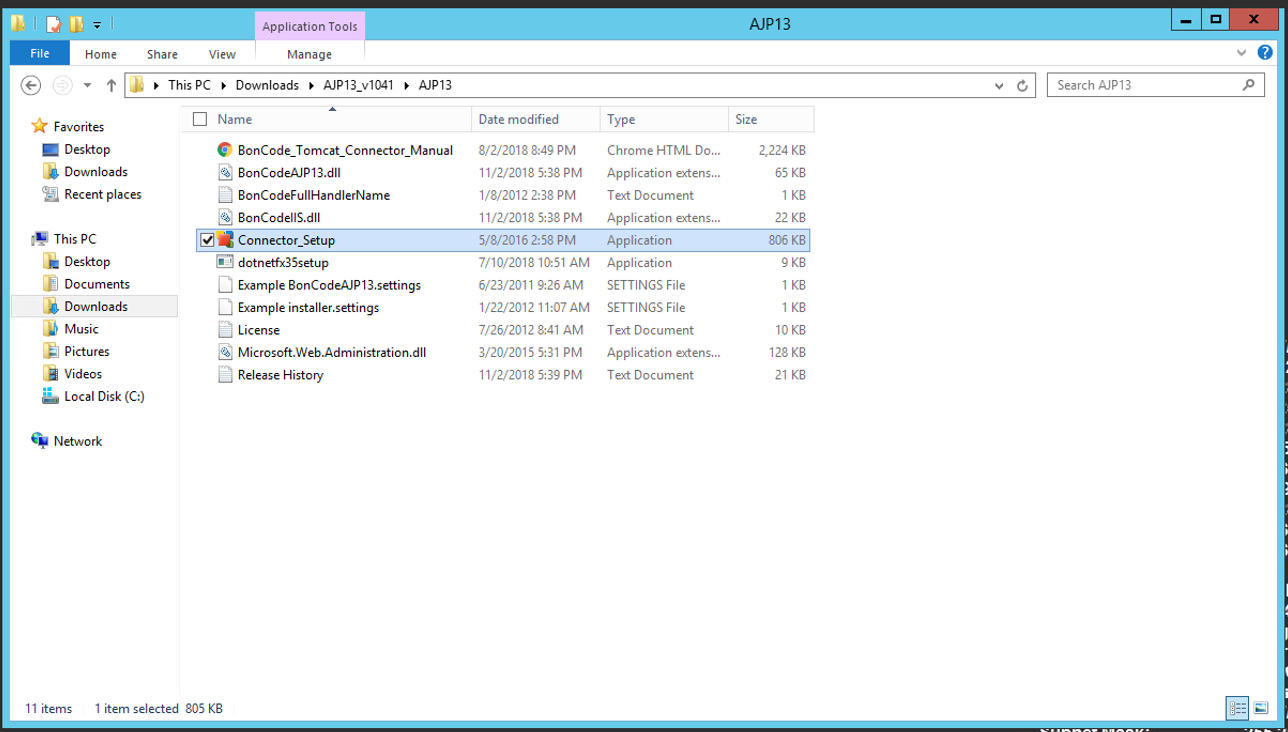 Application Tools
AJP13
File Home Share View Manage
This PC Downloads AJP13_v1041 AJP13
Search AJP13
Name Date modified Type Size
Favorites
Desktop
Downloads
Recent places
This PC
Desktop
Documents
Downloads
Music
Pictures
Videos
Local Disk (C:)
Network
BonCode_Tomcat_Connector_Manual 8/2/2018 8:49 PM Chrome HTML Do... 2,224 KB
BonCodeAJP13.dll 11/2/2018 5:38 PM Application extens... 65 KB
BonCodeFullHandlerName 1/8/2012 2:38 PM Text Document 1 KB
BonCodeIIS.dll 11/2/2018 5:38 PM Application extens... 22 KB
Connector_Setup 5/8/2016 2:58 PM Application 806 KB
dotnetfx35setup 7/10/2018 10:51 AM Application 9 KB
Example BonCodeAJP13.settings 6/23/2011 9:26 AM SETTINGS File 1 KB
Example installer.settings 1/22/2012 11:07 AM SETTINGS File 1 KB
License 7/26/2012 8:41 AM Text Document 10 KB
Microsoft.Web.Administration.dll 3/20/2015 5:31 PM Application extens... 128 KB
Release History 11/2/2018 5:39 PM Text Document 21 KB
11 items 1 item selected 805 KB